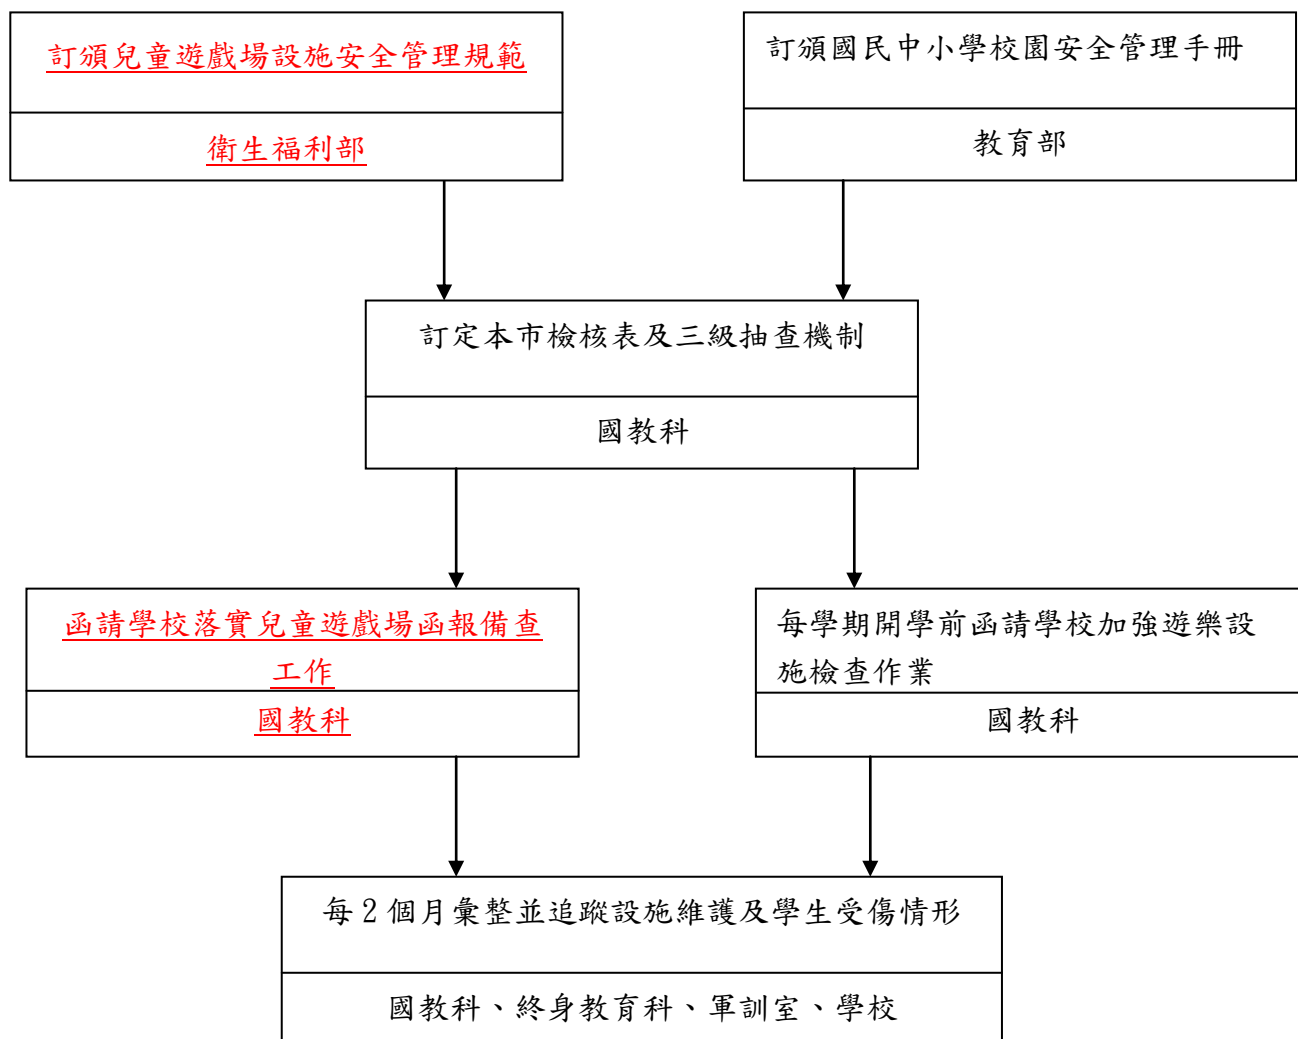 訂頒兒童遊戲場設施安全管理規範
衛生福利部
訂頒國民中小學校園安全管理手冊
教育部
訂定本市檢核表及三級抽查機制
國教科
函請學校落實兒童遊戲場函報備查
工作
國教科
每學期開學前函請學校加強遊樂設
施檢查作業
國教科
每2個月彙整並追蹤設施維護及學生受傷情形
國教科、終身教育科、軍訓室、學校